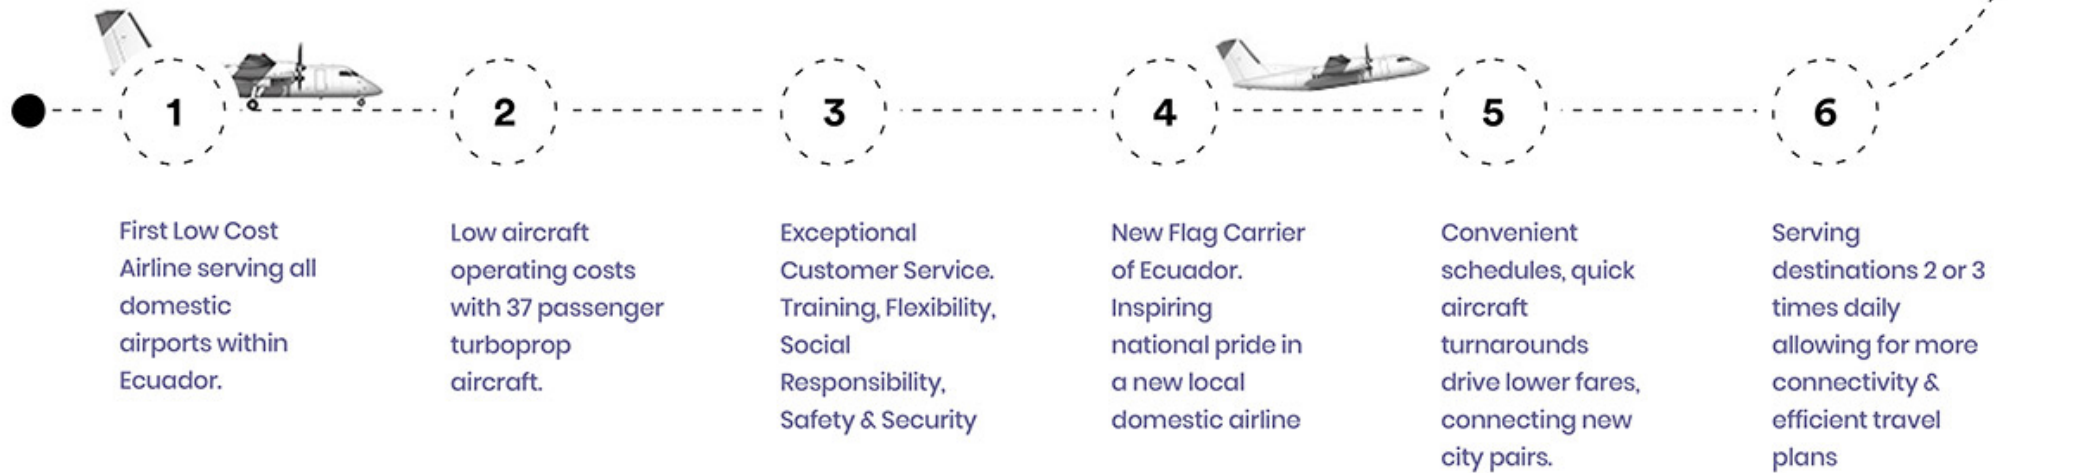 1
First Low Cost
Airline serving all
domestic
airports within
Ecuador.
2
Low aircraft
operating costs
with 37 passenger
turboprop
aircraft.
3
Exceptional
Customer Service.
Training, Flexibility,
Social
Responsibility,
Safety & Security
4
New Flag Carrier
of Ecuador.
Inspiring
national pride in
a new local
domestic airline
5
Convenient
schedules, quick
aircraft
turnarounds
drive lower fares,
connecting new
city pairs.
6
Serving
destinations 2 or 3
times daily
allowing for more
connectivity &
efficient travel
plans